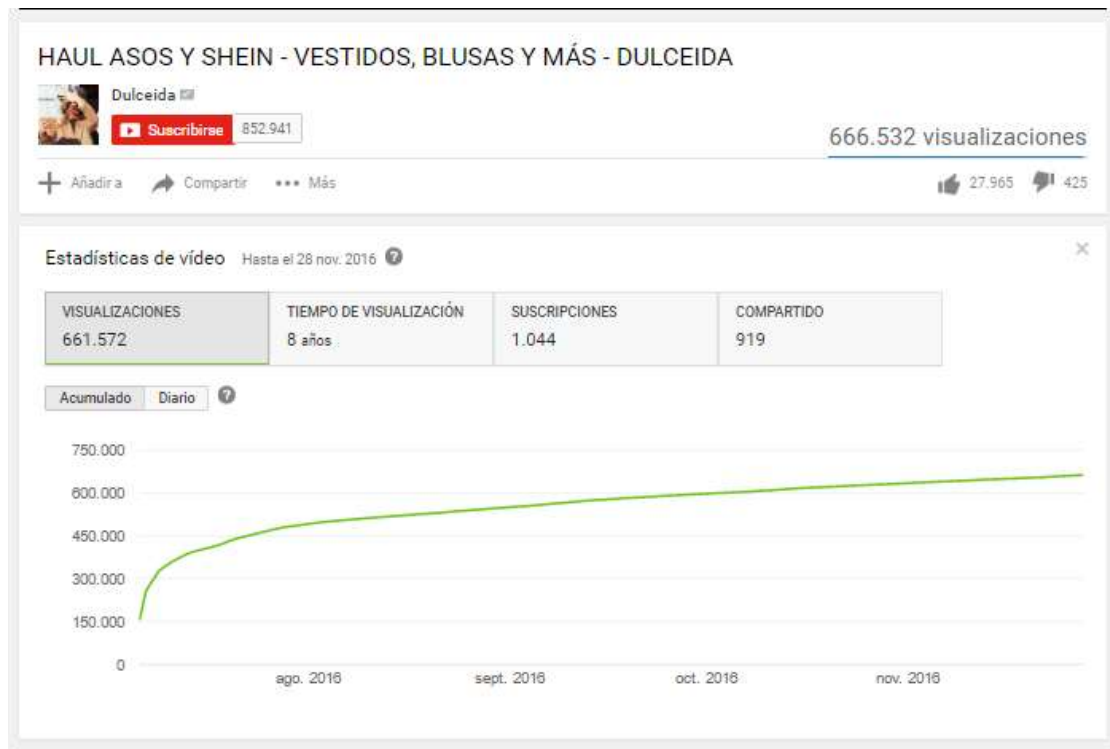 HAUL ASOS Y SHEIN - VESTIDOS, BLUSAS Y MÁS - DULCEIDA
Dulceida
Suscribirse 852.941
666.532 visualizaciones
Añadir a Compartir Más
27.965 425
Estadísticas de vídeo Hasta el 28 nov. 2016 ?
VISUALIZACIONES TIEMPO DE VISUALIZACIÓN SUSCRIPCIONES COMPARTIDO
661.572 8 años 1.044 919
Acumulado Diario ?
750.000
600.000
450.000
300.000
150.000
0
ago. 2016 sept. 2016 oct. 2016 nov. 2016